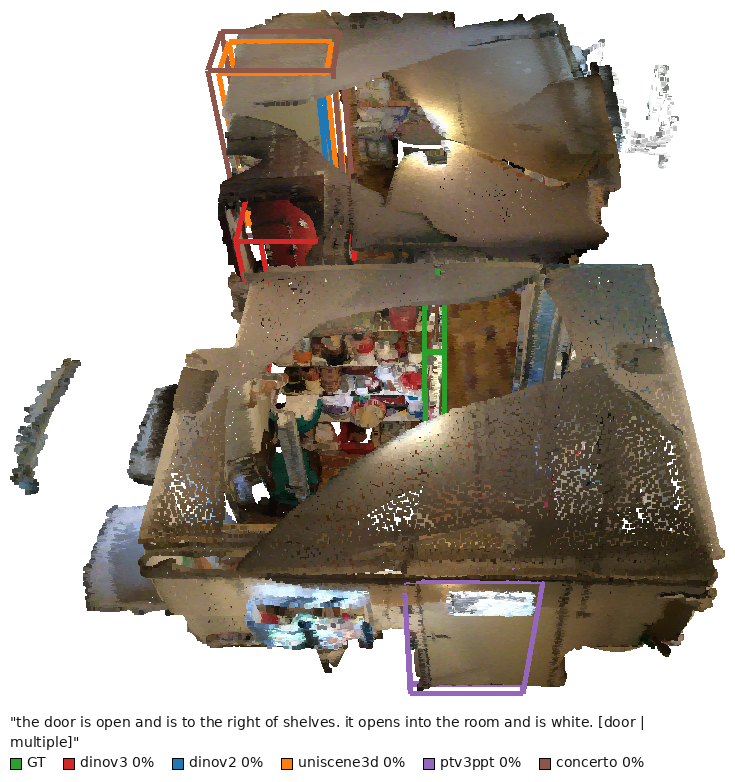 "the door is open and is to the right of shelves. it opens into the room and is white. [door |
multiple]"
GT dinov3 0% dinov2 0% uniscene3d 0% ptv3ppt 0% concerto 0%